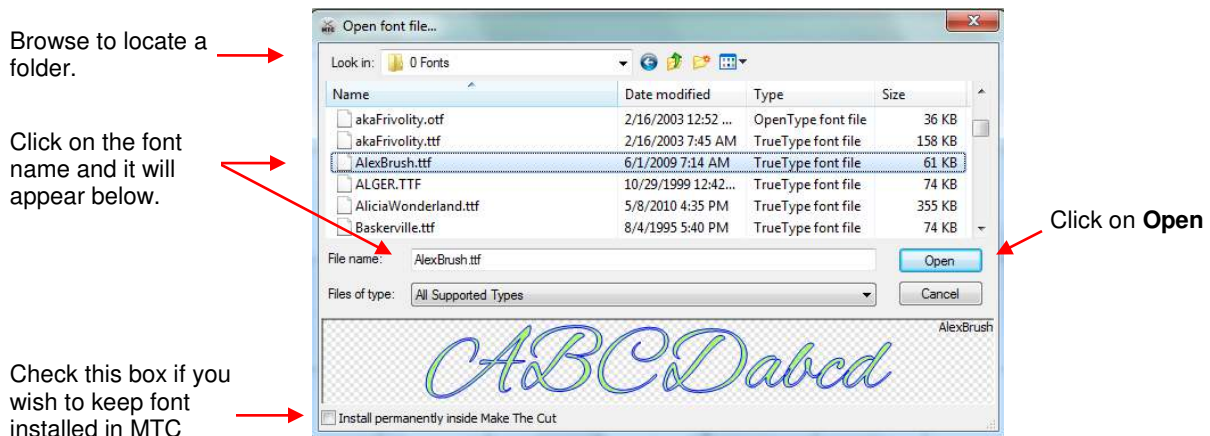 Open font file...
Browse to locate a
folder.
Look in: 0 Fonts
Name Date modified Type Size
akaFrivolity.otf 2/16/2003 12:52 ... OpenType font file 36 KB
akaFrivolity.ttf 2/16/2003 7:45 AM TrueType font file 158 KB
Click on the font
name and it will
appear below.
AlexBrush.ttf 6/1/2009 7:14 AM TrueType font file 61 KB
ALGER.TTF 10/29/1999 12:42... TrueType font file 74 KB
AliciaWonderland.ttf 5/8/2010 4:35 PM TrueType font file 355 KB
Baskerville.ttf 8/4/1995 5:40 PM TrueType font file 74 KB
Click on Open
File name: AlexBrush.ttf Open
Files of type: All Supported Types Cancel
AlexBrush
ABCDabcd
Check this box if you
wish to keep font
installed in MTC
Install permanently inside Make The Cut